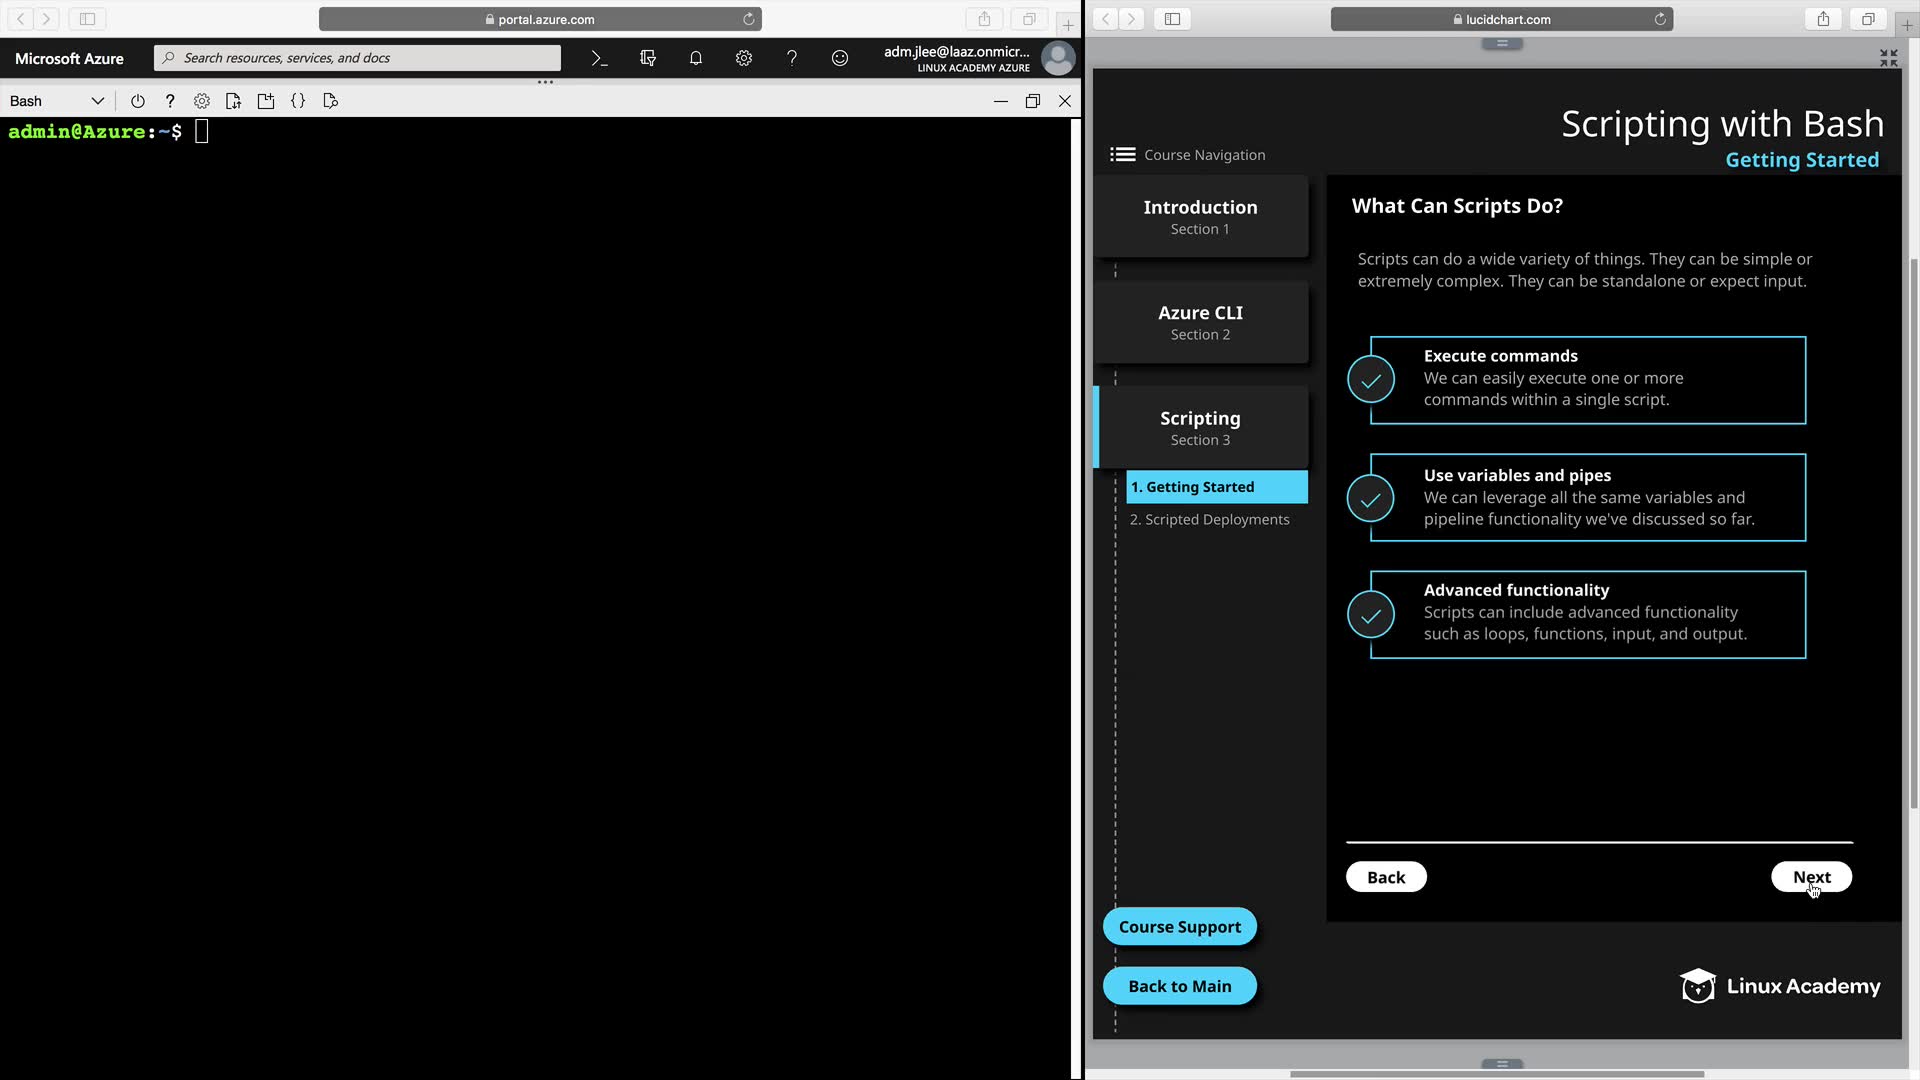 portal.azure.com
Microsoft Azure
Search resources, services, and docs
adm.jlee@laaz.onmicr...
LINUX ACADEMY AZURE
Bash
admin@Azure:~$
lucidchart.com
Scripting with Bash
Getting Started
Course Navigation
Introduction
Section 1
Azure CLI
Section 2
Scripting
Section 3
1. Getting Started
2. Scripted Deployments
Course Support
Back to Main
What Can Scripts Do?
Scripts can do a wide variety of things. They can be simple or
extremely complex. They can be standalone or expect input.
Execute commands
We can easily execute one or more
commands within a single script.
Use variables and pipes
We can leverage all the same variables and
pipeline functionality we've discussed so far.
Advanced functionality
Scripts can include advanced functionality
such as loops, functions, input, and output.
Back
Next
Linux Academy